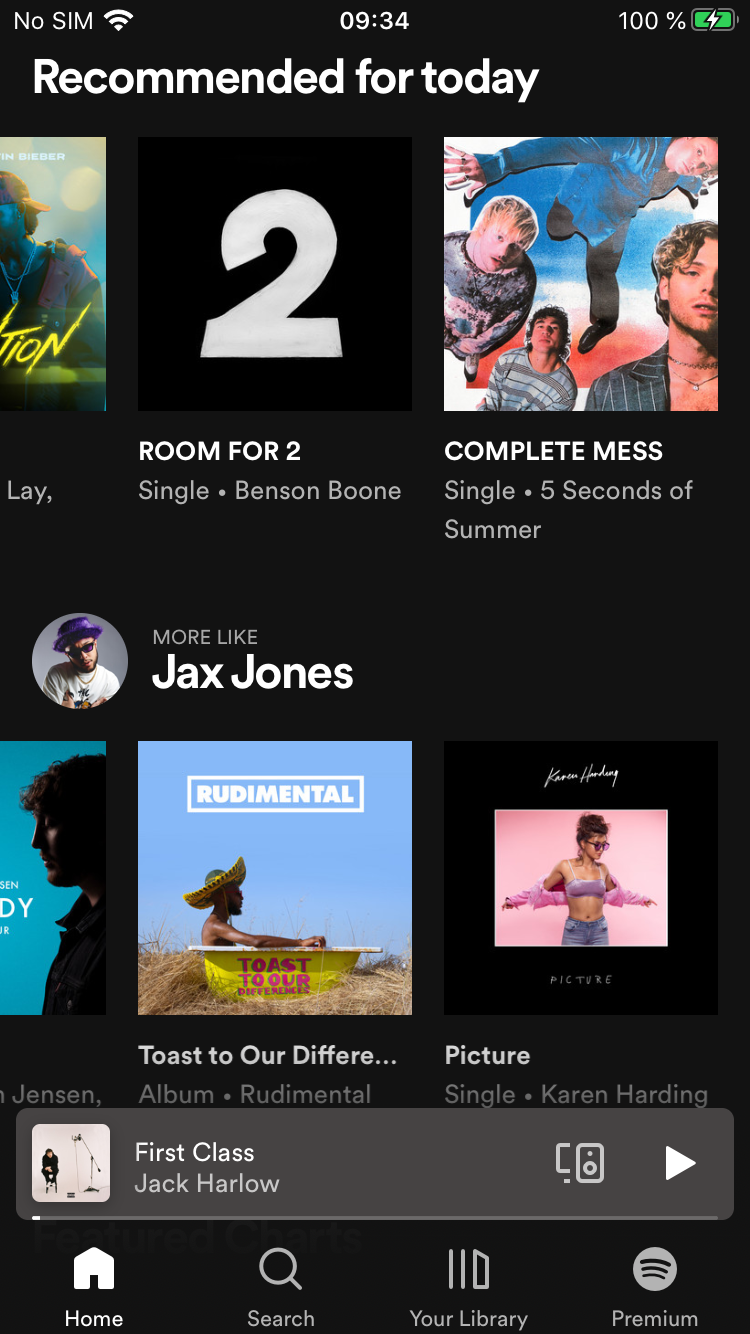 No SIM
09:34
100 %
Recommended for today
IN BIEBER
TION
2
Lay,
ROOM FOR 2
Single • Benson Boone
COMPLETE MESS
Single • 5 Seconds of
Summer
MORE LIKE
Jax Jones
SEN
DY
UR
RUDIMENTAL
TOAST
TO OUR
DIFFERENCES
Karen Harding
PICTURE
Jensen,
Toast to Our Differe...
Album • Rudimental
Picture
Single • Karen Harding
First Class
Jack Harlow
Featured Charts
Home
Search
Your Library
Premium